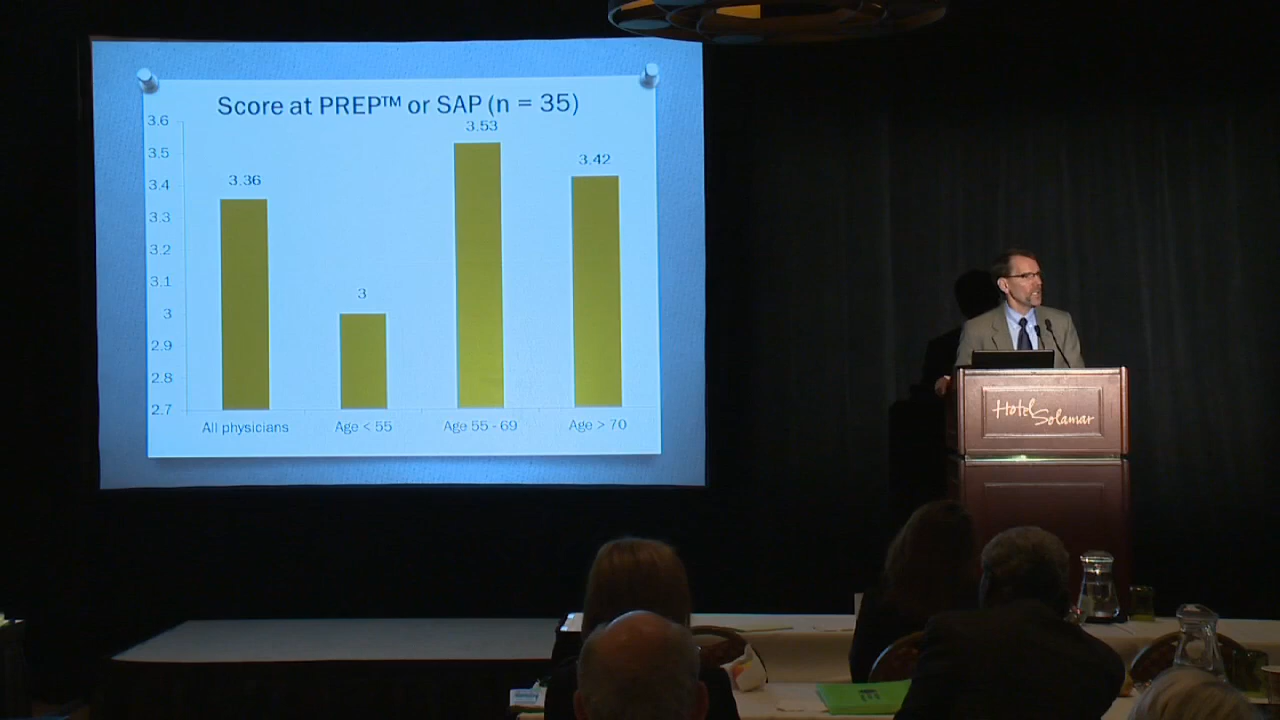 Score at PREP™ or SAP (n = 35)
3.6
3.5
3.4
3.3
3.2
3.1
3
2.9
2.8
2.7
3.36
3
3.53
3.42
All physicians
Age < 55
Age 55 - 69
Age > 70
Hotel Solamar